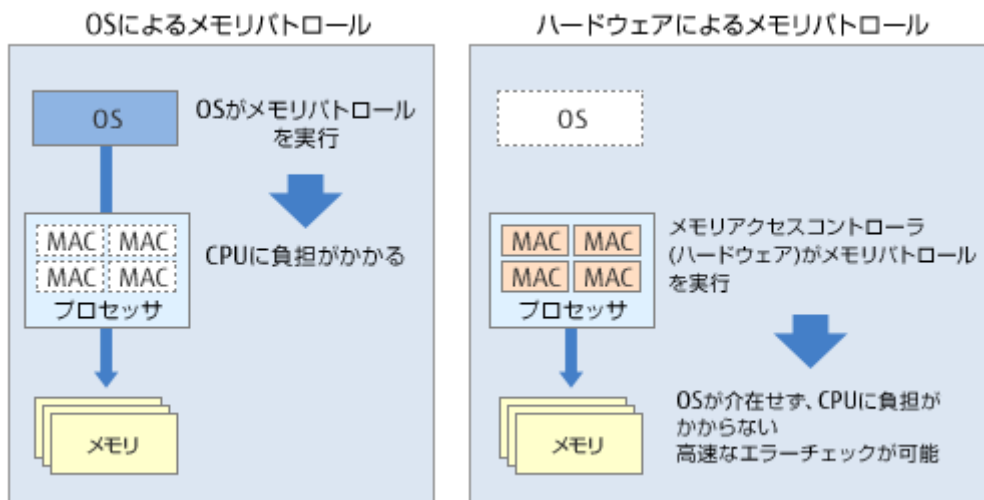 OSによるメモリパトロール
OS
OSがメモリパトロール
を実行
MAC MAC
MAC MAC
プロセッサ
CPUに負担がかかる
メモリ
ハードウェアによるメモリパトロール
OS
MAC MAC
MAC MAC
プロセッサ
メモリアクセスコントローラ
(ハードウェア)がメモリパトロール
を実行
メモリ
OSが介在せず、CPUに負担が
かからない
高速なエラーチェックが可能